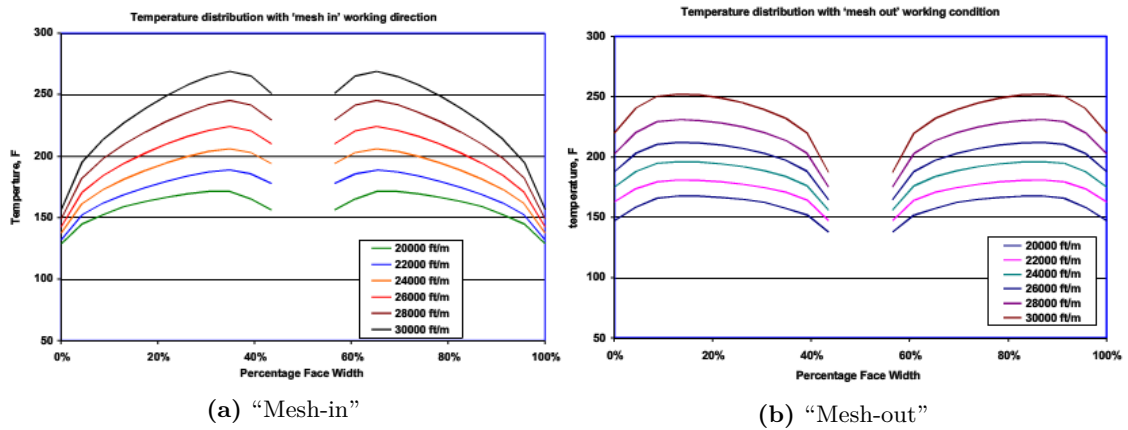 Temperature distribution with 'mesh in' working direction
300
250
200
150
100
50
Temperture, F
20000 ft/m
22000 ft/m
24000 ft/m
26000 ft/m
28000 ft/m
30000 ft/m
0%
20%
40%
60%
80%
100%
Percentage Face Width
(a) “Mesh-in”
Temperature distribution with 'mesh out' working condition
300
250
200
150
100
50
temperature, F
20000 ft/m
22000 ft/m
24000 ft/m
26000 ft/m
28000 ft/m
30000 ft/m
0%
20%
40%
60%
80%
100%
Percentage Face Width
(b) “Mesh-out”